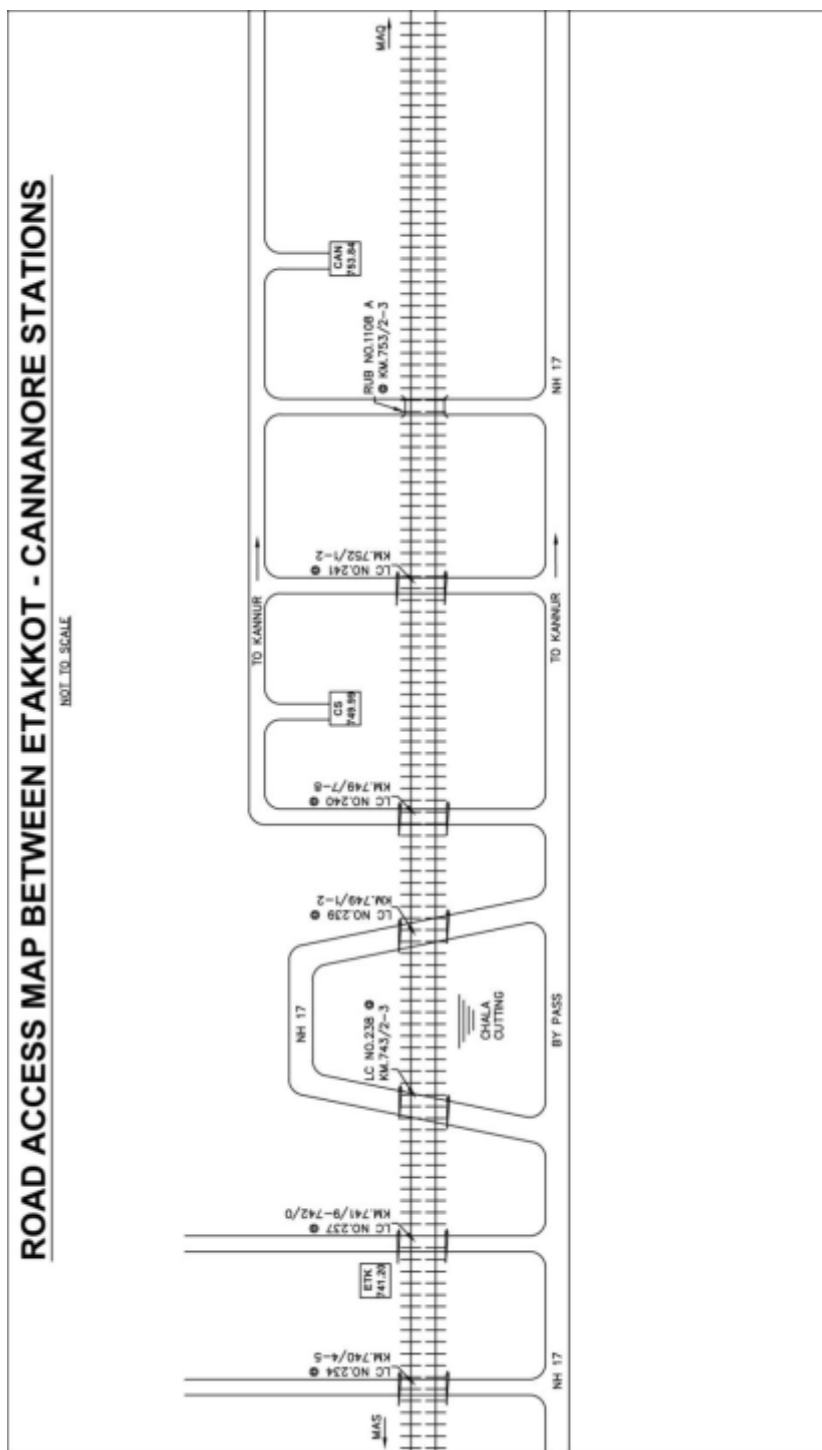 ROAD ACCESS MAP BETWEEN ETAKKOT - CANNANORE STATIONS
NOT TO SCALE
MAS
LC NO.234 @
KM.740/4-5
NH 17
ETK
741.20
LC NO.237 @
KM.741/9-742/0
LC NO.238 @
KM.743/2-3
NH 17
CHALA
CUTTING
BY PASS
LC NO.239 @
KM.749/1-2
LC NO.240 @
KM.749/7-8
CS
749.99
TO KANNUR
TO KANNUR
LC NO.241 @
KM.752/1-2
RUB NO.1108 A
@ KM.753/2-3
NH 17
CAN
753.84
MAQ